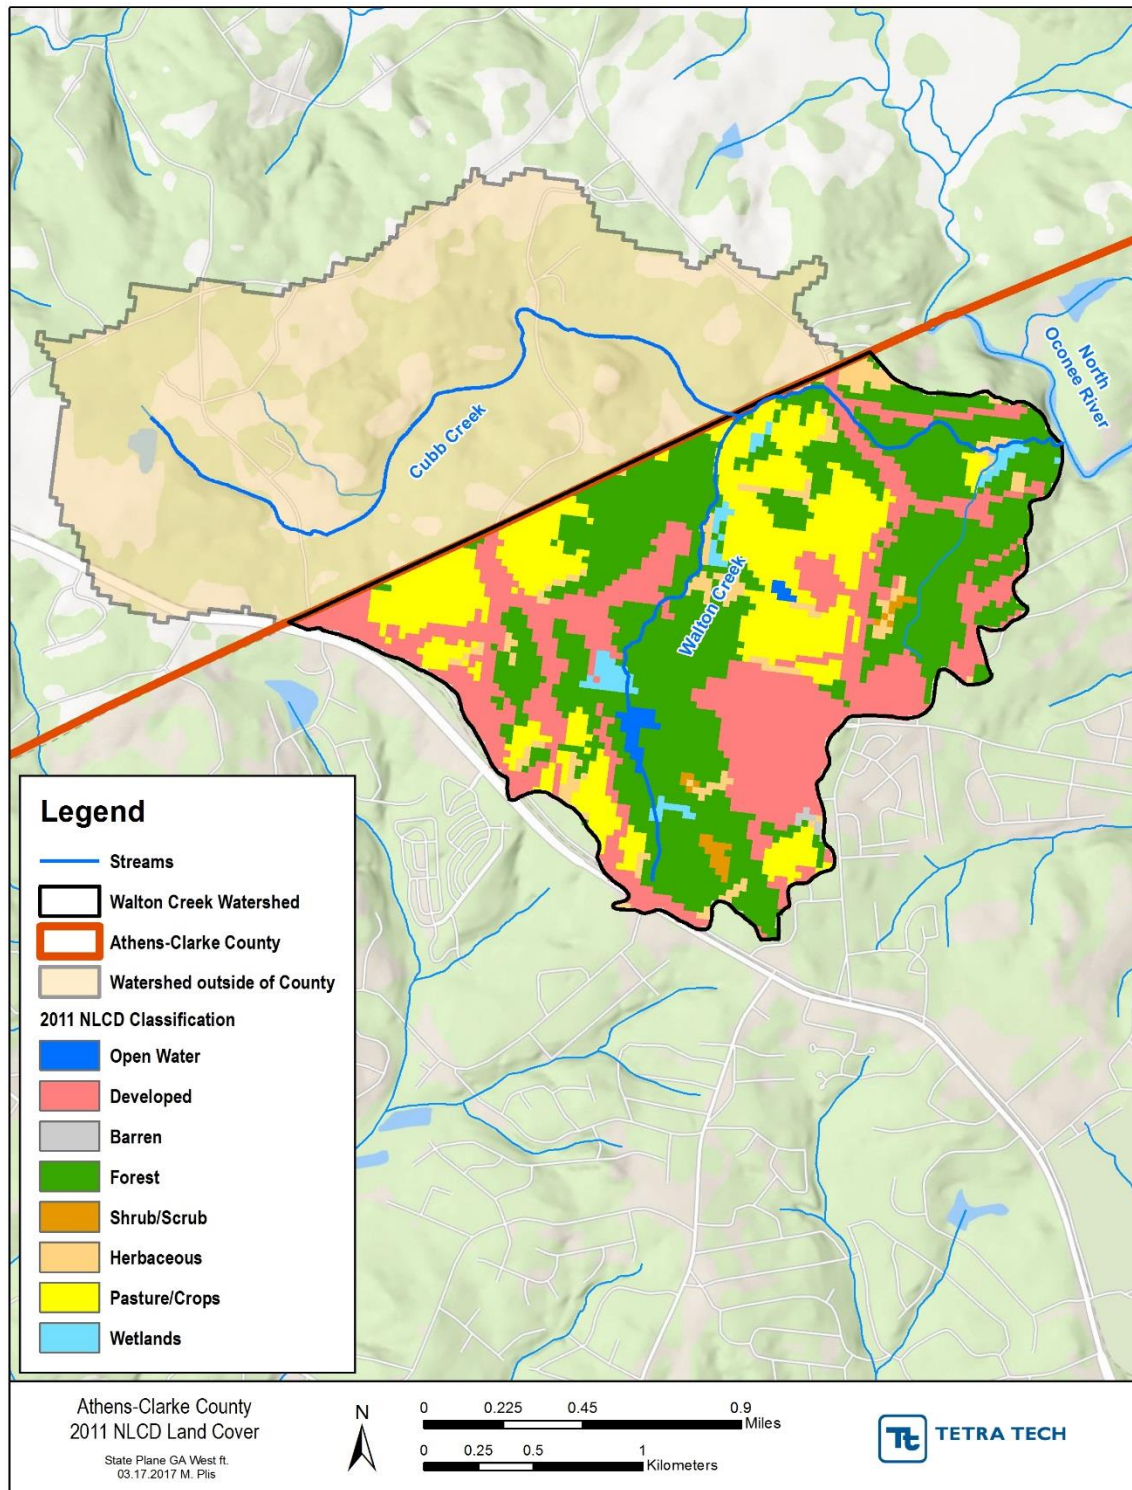 North
Oconee River
Cubb Creek
Walton Creek
Legend
Streams
Walton Creek Watershed
Athens-Clarke County
Watershed outside of County
2011 NLCD Classification
Open Water
Developed
Barren
Forest
Shrub/Scrub
Herbaceous
Pasture/Crops
Wetlands
Athens-Clarke County
2011 NLCD Land Cover
State Plane GA West ft.
03.17.2017 M. Plis
N
0 0.225 0.45 0.9
Miles
0 0.25 0.5 1
Kilometers
Tt TETRA TECH